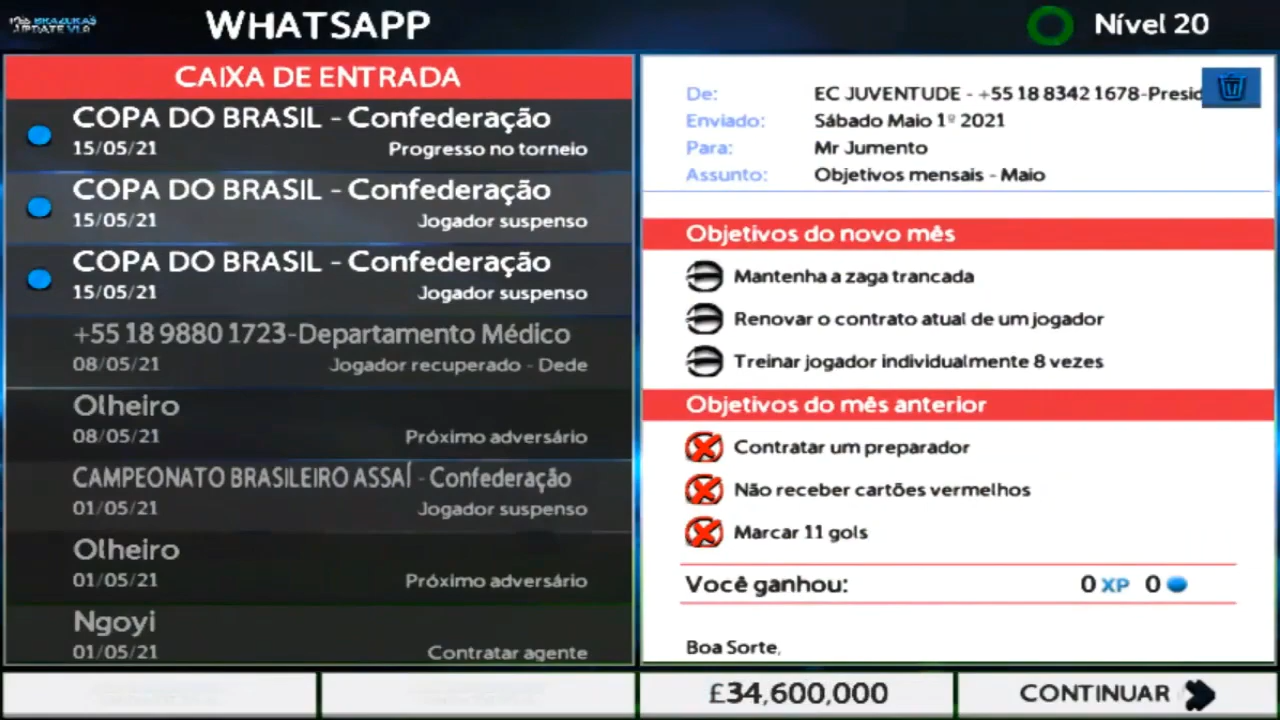 WHATSAPP
Nível 20
CAIXA DE ENTRADA
COPA DO BRASIL - Confederação
15/05/21
Progresso no torneio
COPA DO BRASIL - Confederação
15/05/21
Jogador suspenso
COPA DO BRASIL - Confederação
15/05/21
Jogador suspenso
+55 18 9880 1723-Departamento Médico
08/05/21
Jogador recuperado - Dede
Olheiro
08/05/21
Próximo adversário
CAMPEONATO BRASILEIRO ASSAÍ - Confederação
01/05/21
Jogador suspenso
Olheiro
01/05/21
Próximo adversário
Ngoyi
01/05/21
Contratar agente
De: EC JUVENTUDE - +55 18 8342 1678-Presid
Enviado: Sábado Maio 1º 2021
Para: Mr Jumento
Assunto: Objetivos mensais - Maio
Objetivos do novo mês
Mantenha a zaga trancada
Renovar o contrato atual de um jogador
Treinar jogador individualmente 8 vezes
Objetivos do mês anterior
Contratar um preparador
Não receber cartões vermelhos
Marcar 11 gols
Você ganhou: 0 XP 0
Boa Sorte,
£34,600,000
CONTINUAR